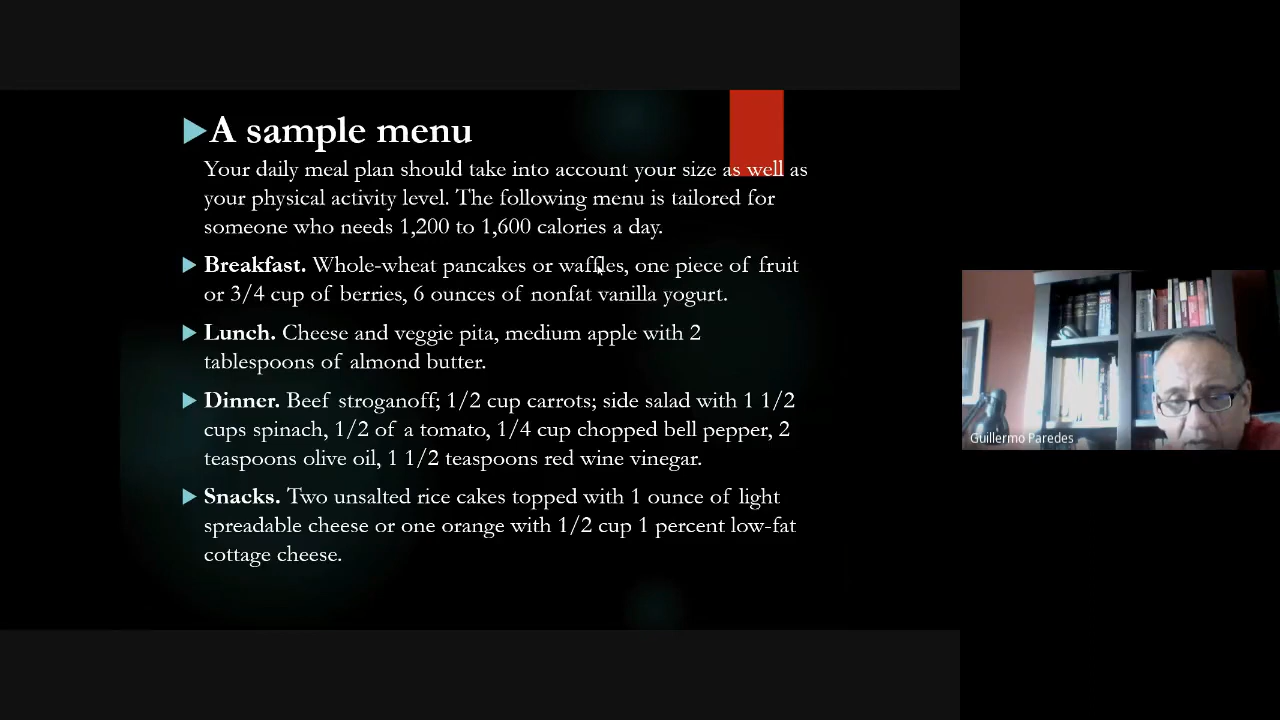 A sample menu
Your daily meal plan should take into account your size as well as
your physical activity level. The following menu is tailored for
someone who needs 1,200 to 1,600 calories a day.
Breakfast. Whole-wheat pancakes or waffles, one piece of fruit
or 3/4 cup of berries, 6 ounces of nonfat vanilla yogurt.
Lunch. Cheese and veggie pita, medium apple with 2
tablespoons of almond butter.
Dinner. Beef stroganoff; 1/2 cup carrots; side salad with 1 1/2
cups spinach, 1/2 of a tomato, 1/4 cup chopped bell pepper, 2
teaspoons olive oil, 1 1/2 teaspoons red wine vinegar.
Snacks. Two unsalted rice cakes topped with 1 ounce of light
spreadable cheese or one orange with 1/2 cup 1 percent low-fat
cottage cheese.
Guillermo Paredes